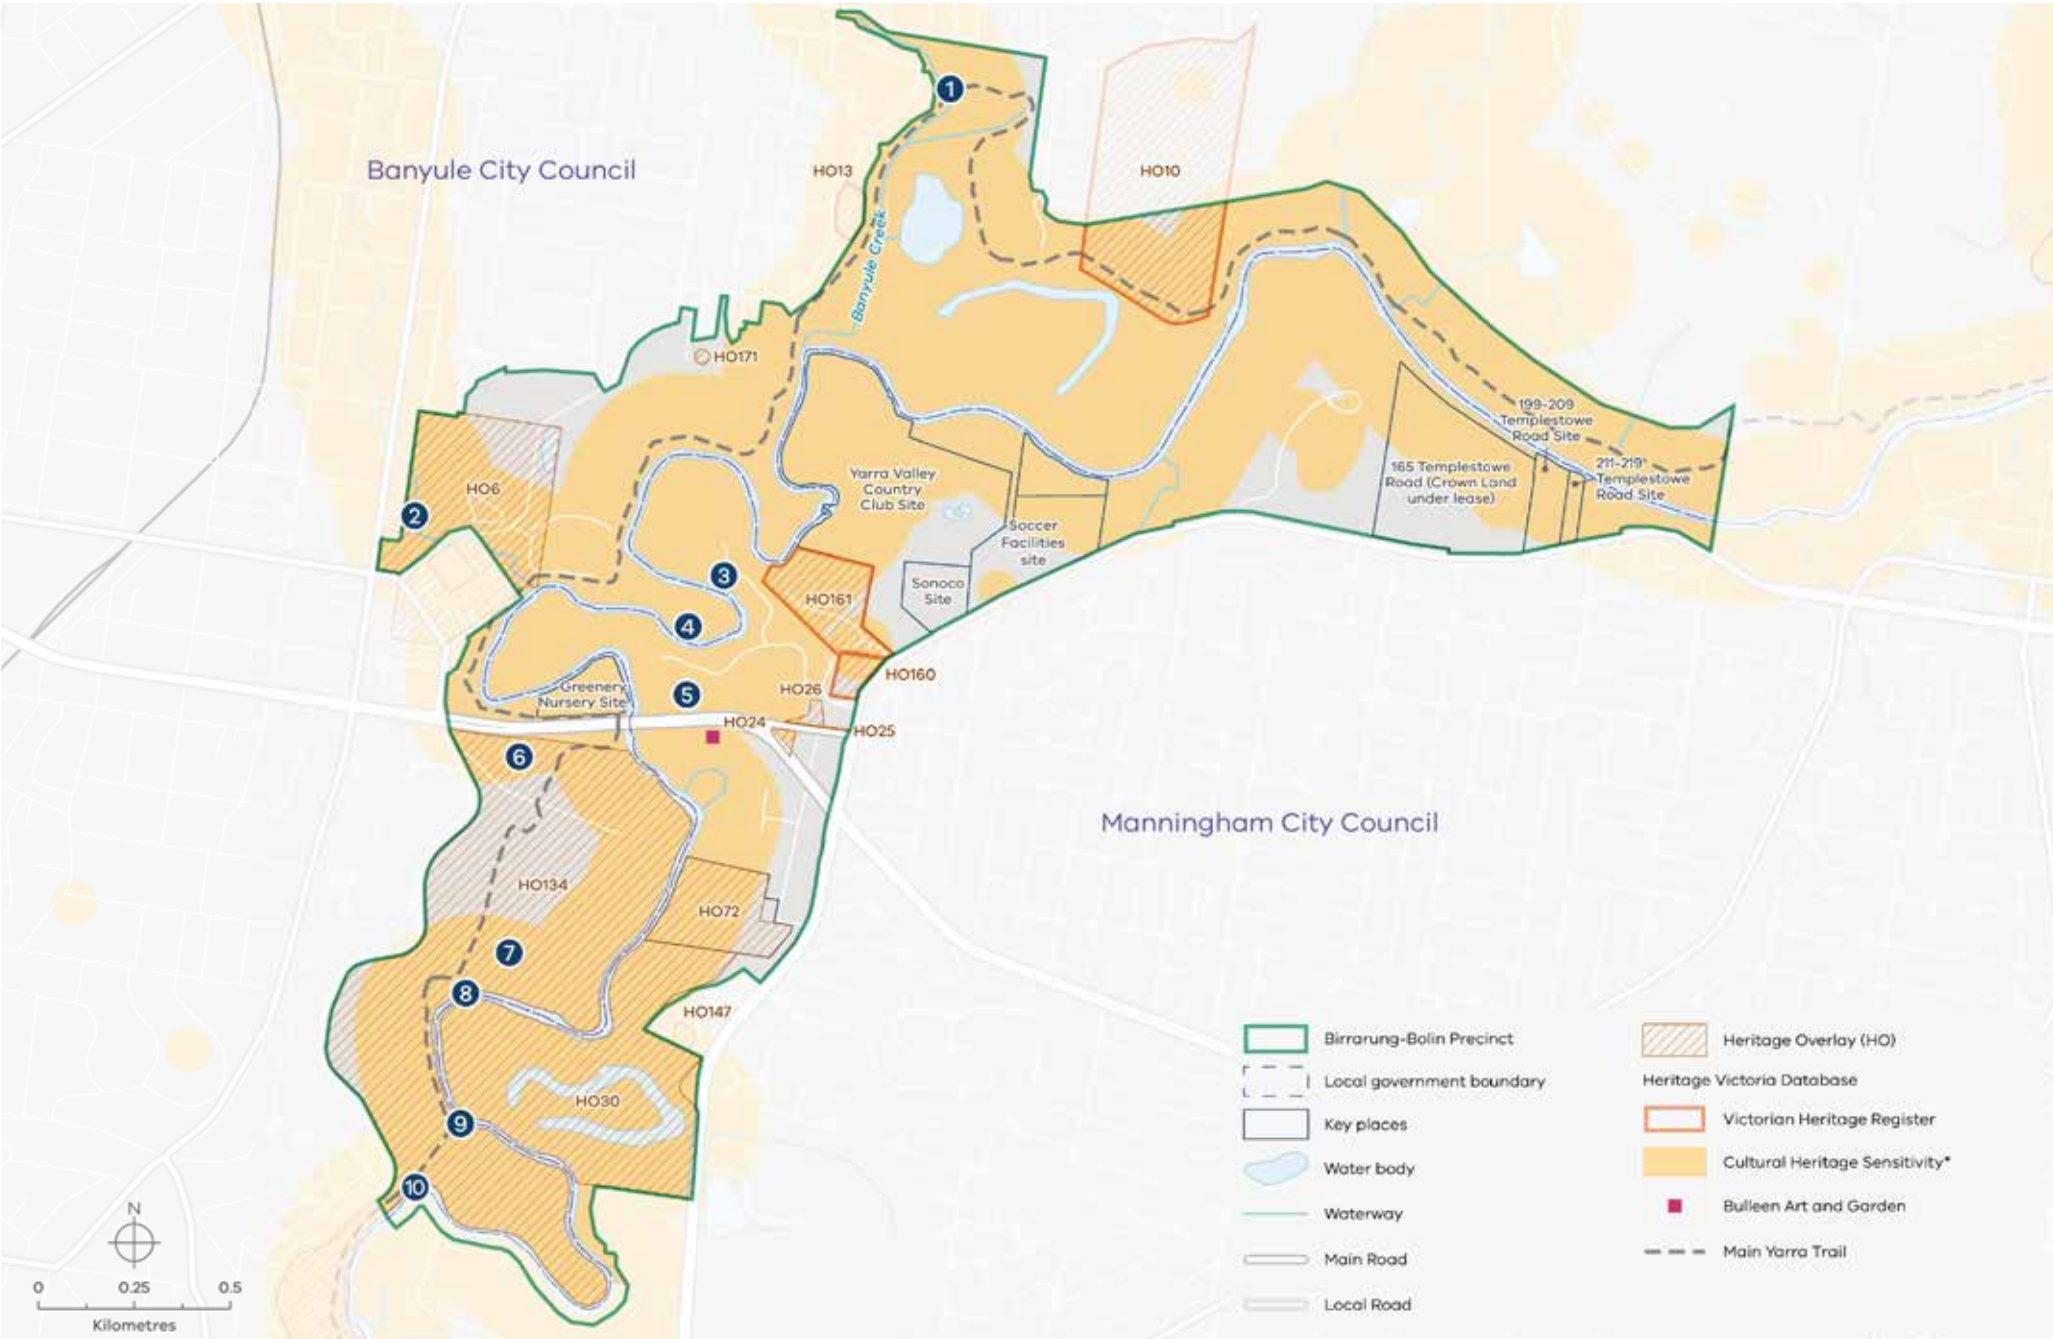 1
Banyule City Council
HO13
HO10
Banyule Creek
HO171
199-209
Templestowe
Road Site
HO6
Yarra Valley
Country
Club Site
165 Templestowe
Road (Crown Land
under lease)
211-219*
Templestowe
Road Site
2
Soccer
Facilities
site
3
Sonoco
Site
HO161
4
HO160
5
HO26
Greenery
Nursery Site
HO24
HO25
6
Manningham City Council
HO134
HO72
7
8
HO147
HO30
9
10
N
0
0.25
0.5
Kilometres
Birrarung-Bolin Precinct
Local government boundary
Key places
Water body
Waterway
Main Road
Local Road
Heritage Overlay (HO)
Heritage Victoria Database
Victorian Heritage Register
Cultural Heritage Sensitivity*
Bulleen Art and Garden
Main Yarra Trail